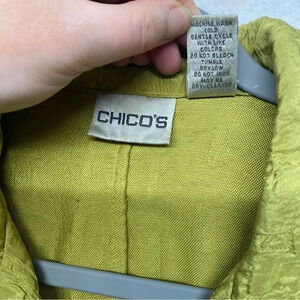 MACHINE WASH
COLD
GENTLE CYCLE
WITH LIKE
COLORS
DO NOT BLEACH
TUMBLE
DRY LOW
DO NOT IRON
MAY BE
DRY-CLEANED
CHICO'S